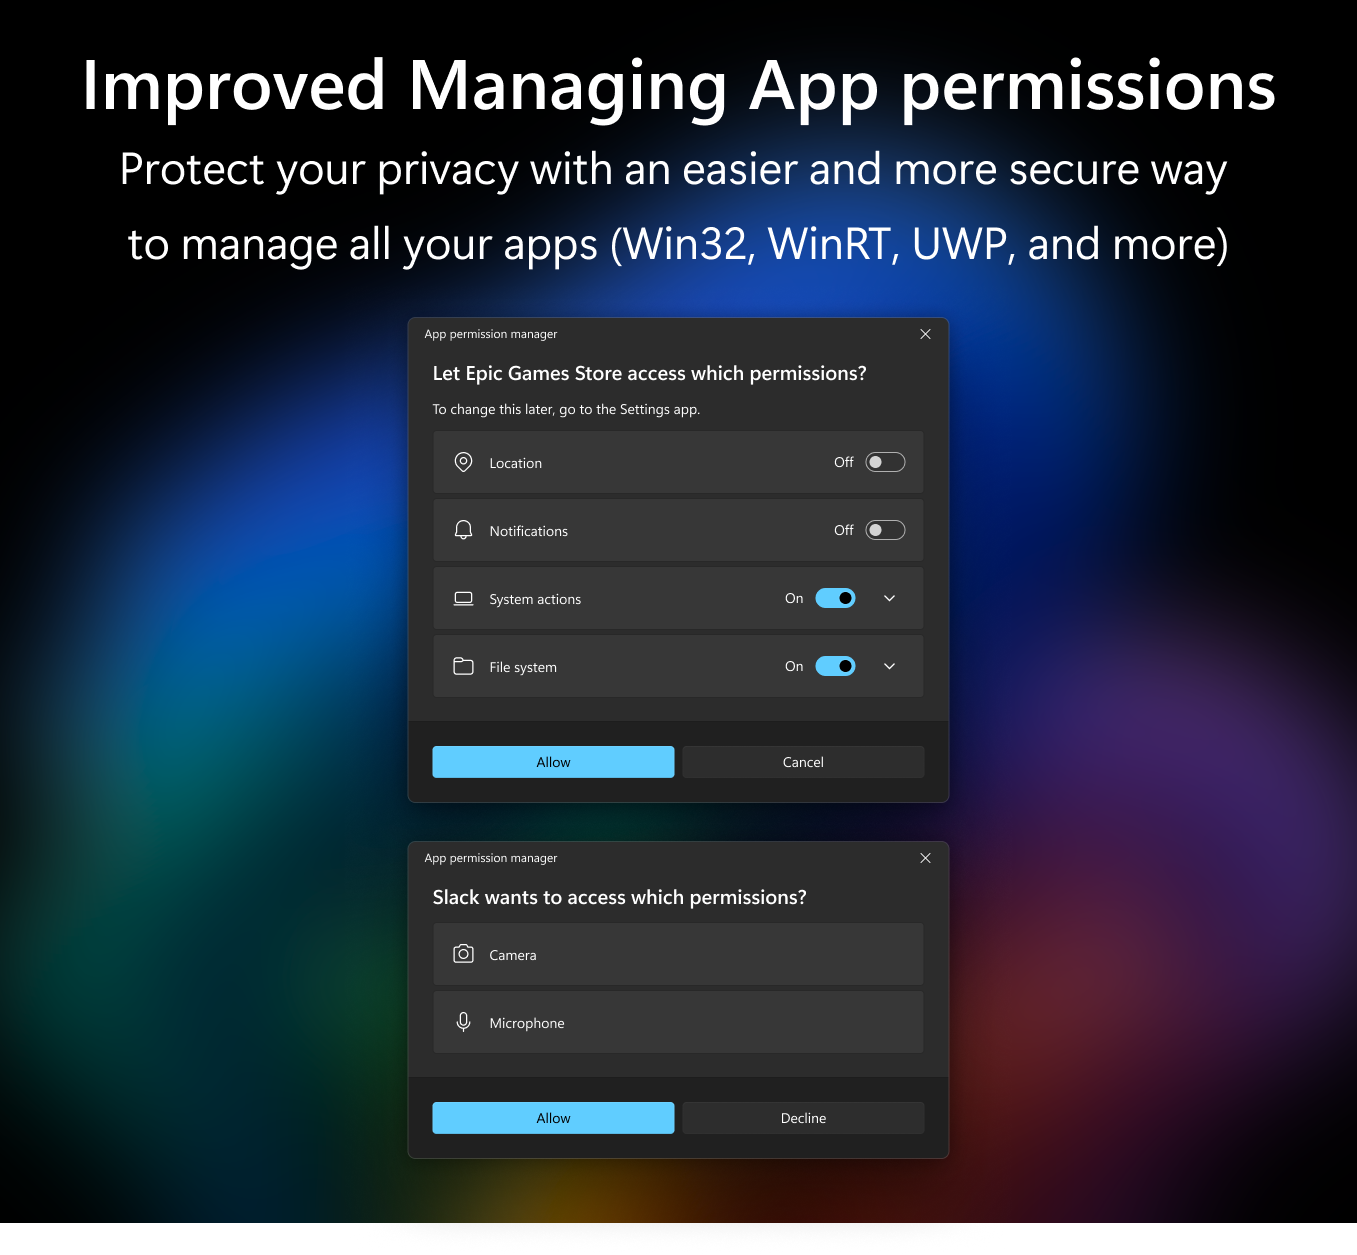 Improved Managing App permissions
Protect your privacy with an easier and more secure way
to manage all your apps (Win32, WinRT, UWP, and more)
App permission manager
Let Epic Games Store access which permissions?
To change this later, go to the Settings app.
Location Off
Notifications Off
System actions On
File system On
Allow Cancel
App permission manager
Slack wants to access which permissions?
Camera
Microphone
Allow Decline